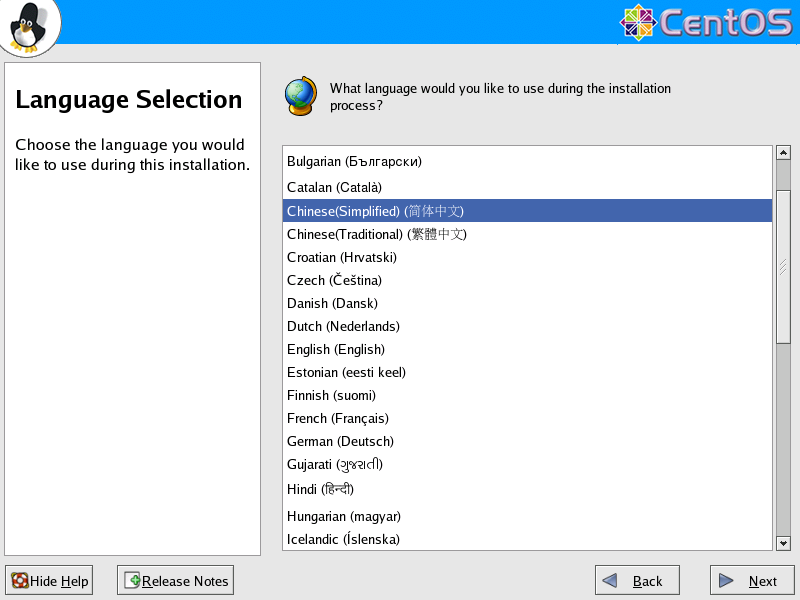 CentOS
Language Selection
Choose the language you would
like to use during this installation.
What language would you like to use during the installation
process?
Bulgarian (Български)
Catalan (Català)
Chinese(Simplified) (简体中文)
Chinese(Traditional) (繁體中文)
Croatian (Hrvatski)
Czech (Čeština)
Danish (Dansk)
Dutch (Nederlands)
English (English)
Estonian (eesti keel)
Finnish (suomi)
French (Français)
German (Deutsch)
Gujarati (ગુજરાતી)
Hindi (हिन्दी)
Hungarian (magyar)
Icelandic (Íslenska)
Hide Help
Release Notes
Back
Next